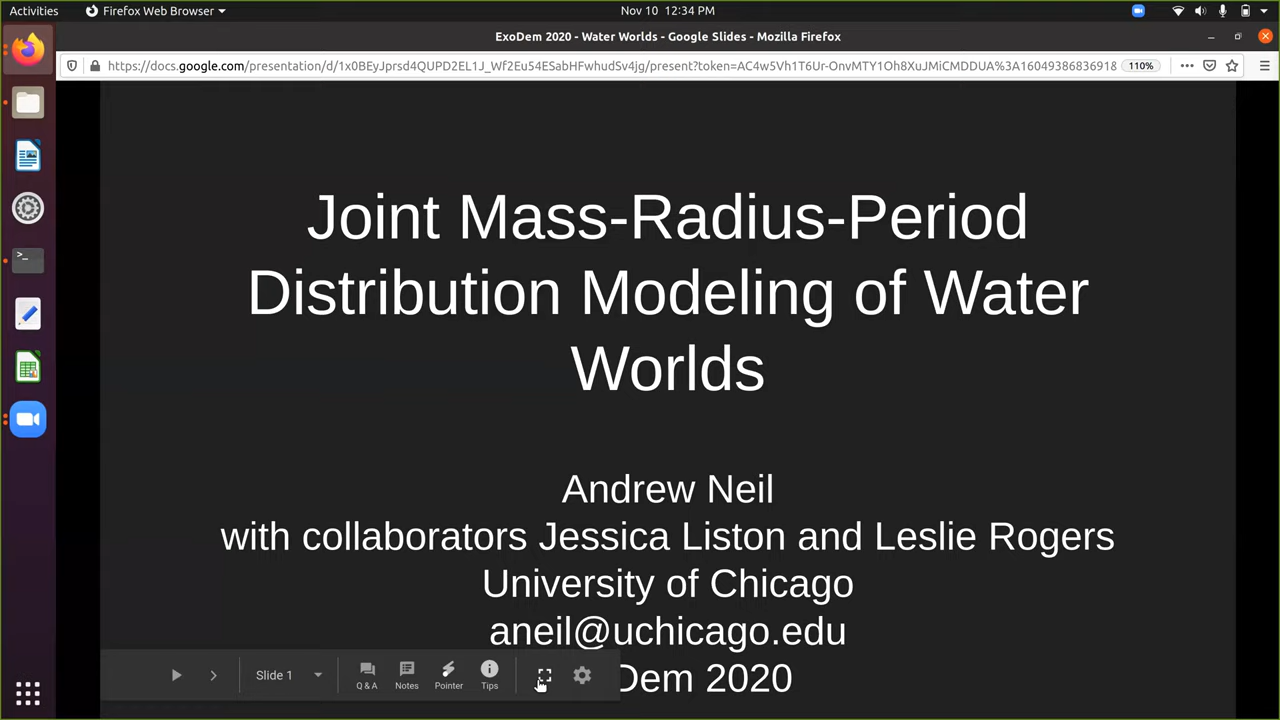 Activities
Firefox Web Browser
Nov 10 12:34 PM
ExoDem 2020 - Water Worlds - Google Slides - Mozilla Firefox
https://docs.google.com/presentation/d/1x0BEyJprsd4QUPD2EL1J_Wf2Eu54ESabHFwhudSv4jg/present?token=AC4w5Vh1T6Ur-OnvMTY1Oh8XuJMiCMDDUA%3A16049386836918
110%
Joint Mass-Radius-Period
Distribution Modeling of Water
Worlds
Andrew Neil
with collaborators Jessica Liston and Leslie Rogers
University of Chicago
aneil@uchicago.edu
Dem 2020
Slide 1
Q & A
Notes
Pointer
Tips